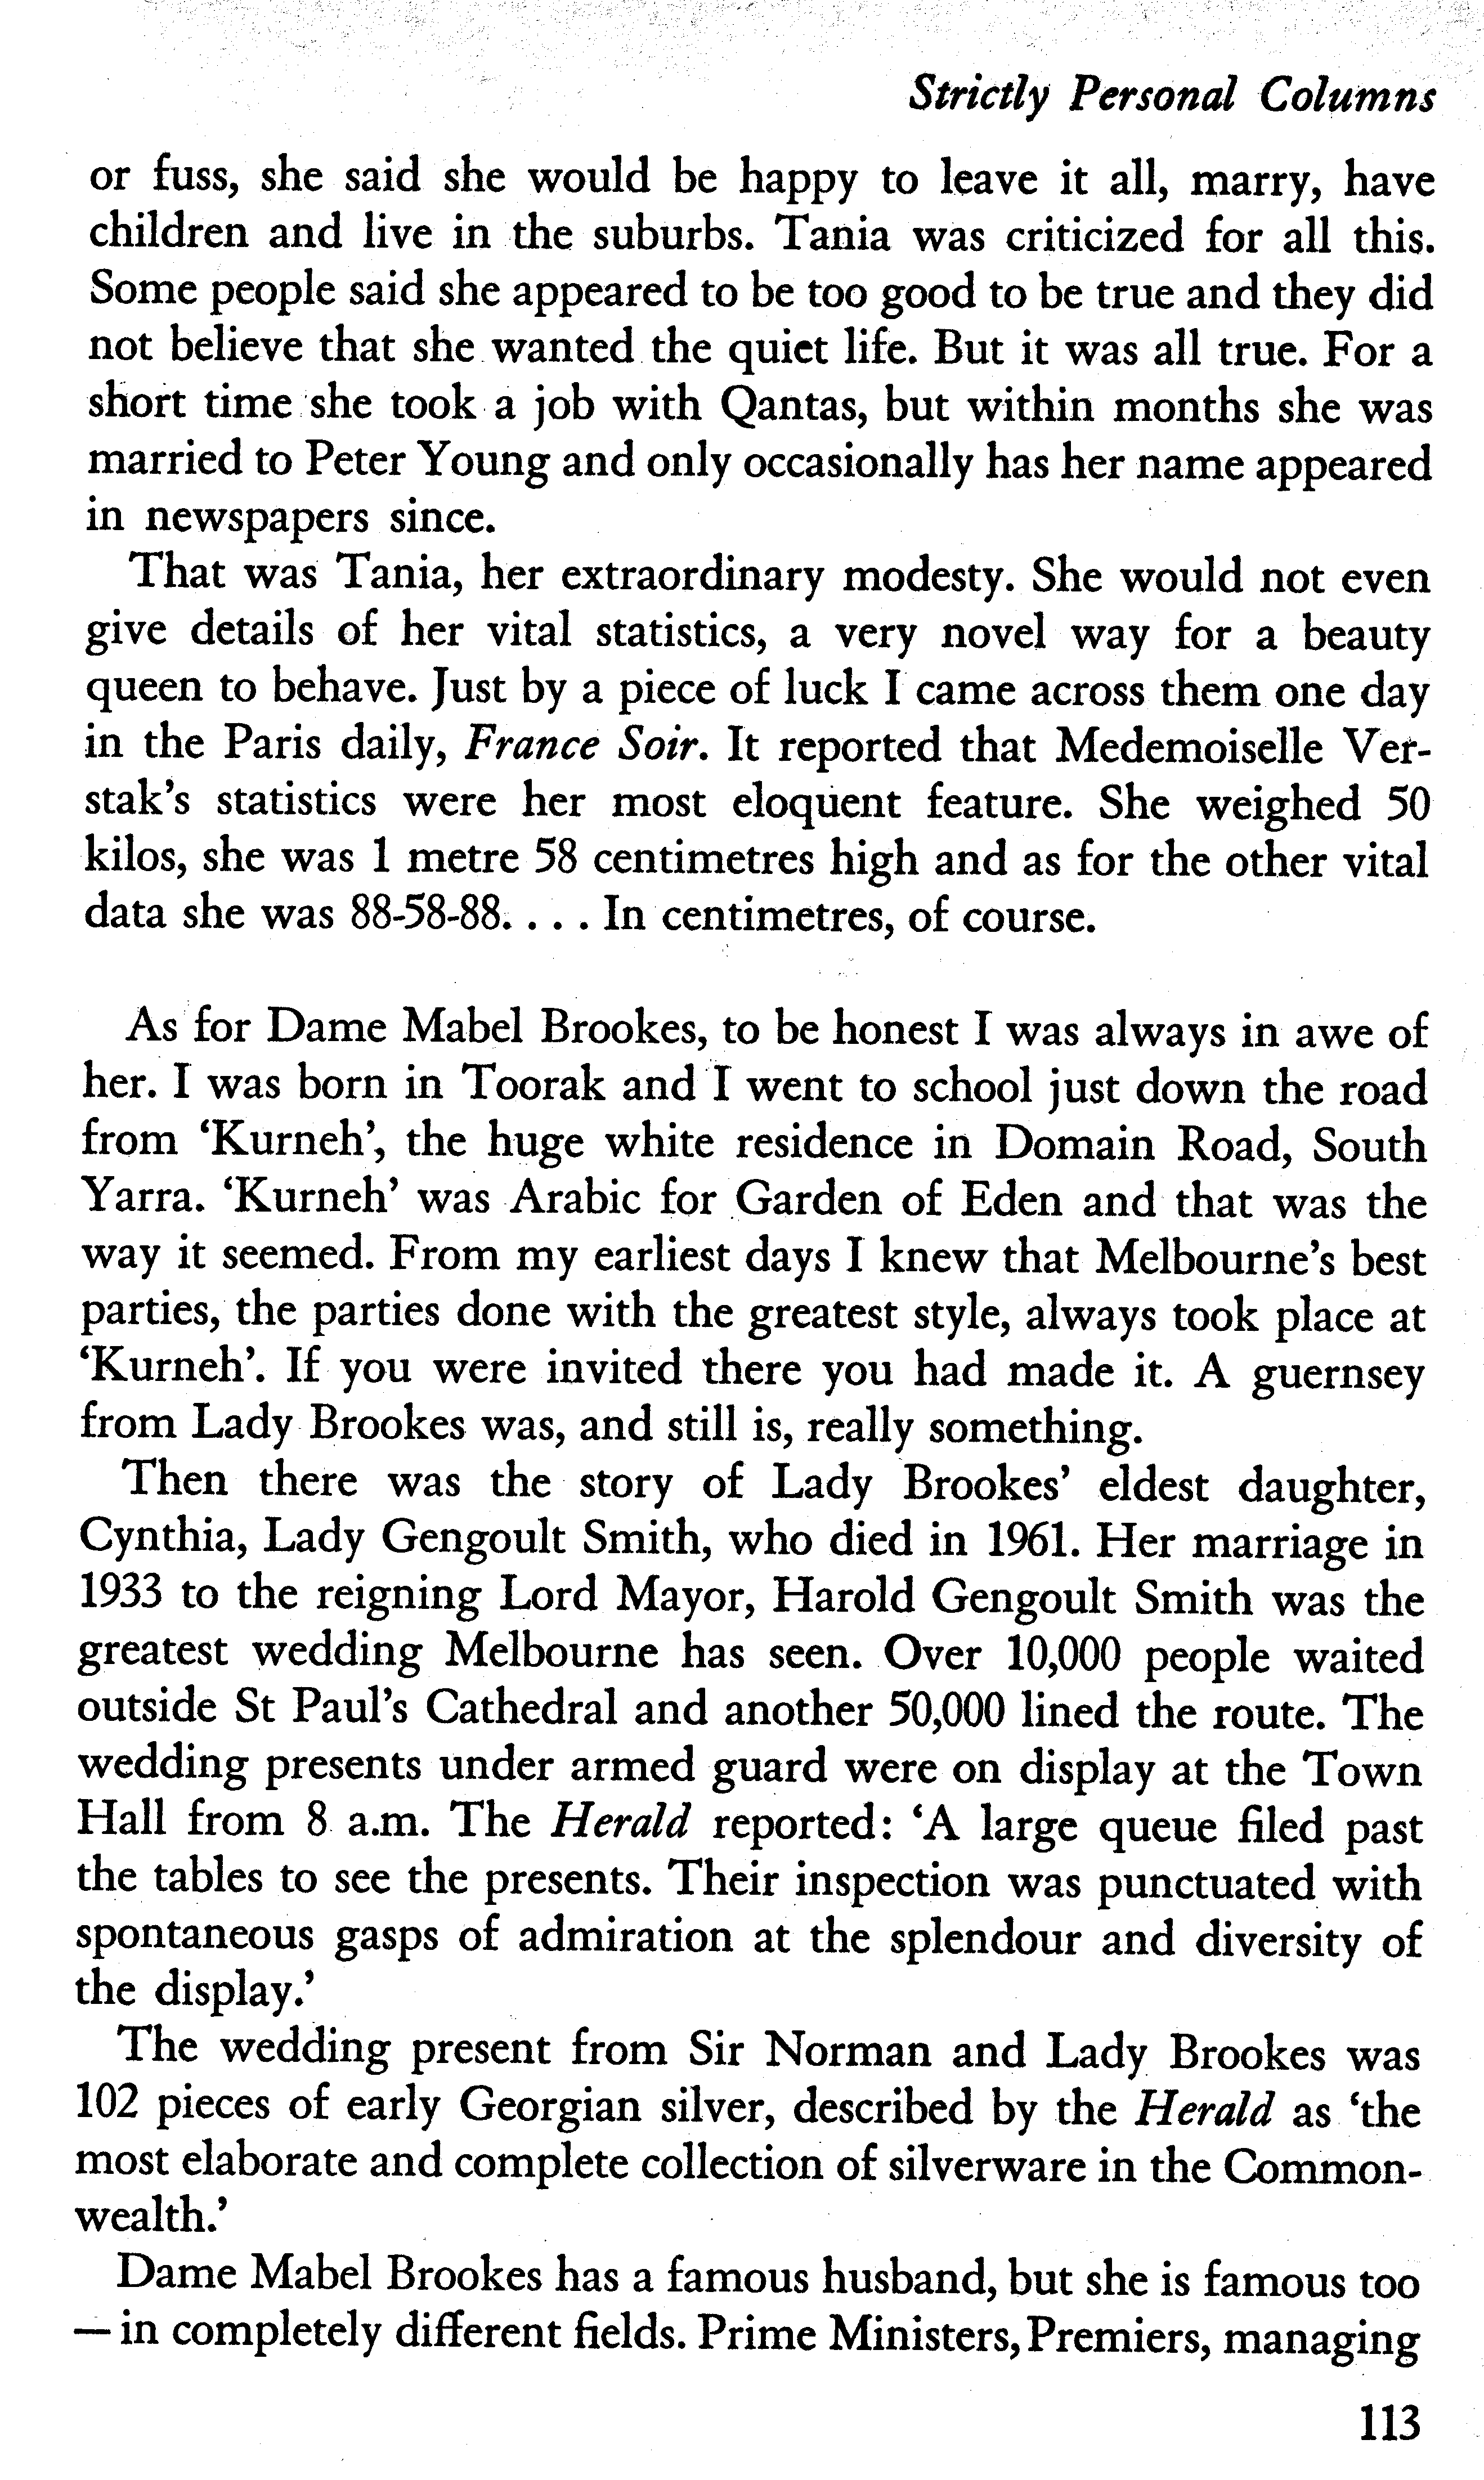 Strictly Personal Columns
or fuss, she said she would be happy to leave it all, marry, have
children and live in the suburbs. Tania was criticized for all this.
Some people said she appeared to be too good to be true and they did
not believe that she wanted the quiet life. But it was all true. For a
short time she took a job with Qantas, but within months she was
married to Peter Young and only occasionally has her name appeared
in newspapers since.
That was Tania, her extraordinary modesty. She would not even
give details of her vital statistics, a very novel way for a beauty
queen to behave. Just by a piece of luck I came across them one day
in the Paris daily, France Soir. It reported that Medemoiselle Ver-
stak's statistics were her most eloquent feature. She weighed 50
kilos, she was 1 metre 58 centimetres high and as for the other vital
data she was 88-58-88. . . . In centimetres, of course.
As for Dame Mabel Brookes, to be honest I was always in awe of
her. I was born in Toorak and I went to school just down the road
from ‘Kurneh’, the huge white residence in Domain Road, South
Yarra. ‘Kurneh’ was Arabic for Garden of Eden and that was the
way it seemed. From my earliest days I knew that Melbourne's best
parties, the parties done with the greatest style, always took place at
‘Kurneh’. If you were invited there you had made it. A guernsey
from Lady Brookes was, and still is, really something.
Then there was the story of Lady Brookes’ eldest daughter,
Cynthia, Lady Gengoult Smith, who died in 1961. Her marriage in
1933 to the reigning Lord Mayor, Harold Gengoult Smith was the
greatest wedding Melbourne has seen. Over 10,000 people waited
outside St Paul's Cathedral and another 50,000 lined the route. The
wedding presents under armed guard were on display at the Town
Hall from 8 a.m. The Herald reported: ‘A large queue filed past
the tables to see the presents. Their inspection was punctuated with
spontaneous gasps of admiration at the splendour and diversity of
the display.’
The wedding present from Sir Norman and Lady Brookes was
102 pieces of early Georgian silver, described by the Herald as ‘the
most elaborate and complete collection of silverware in the Common-
wealth.’
Dame Mabel Brookes has a famous husband, but she is famous too
— in completely different fields. Prime Ministers, Premiers, managing
113